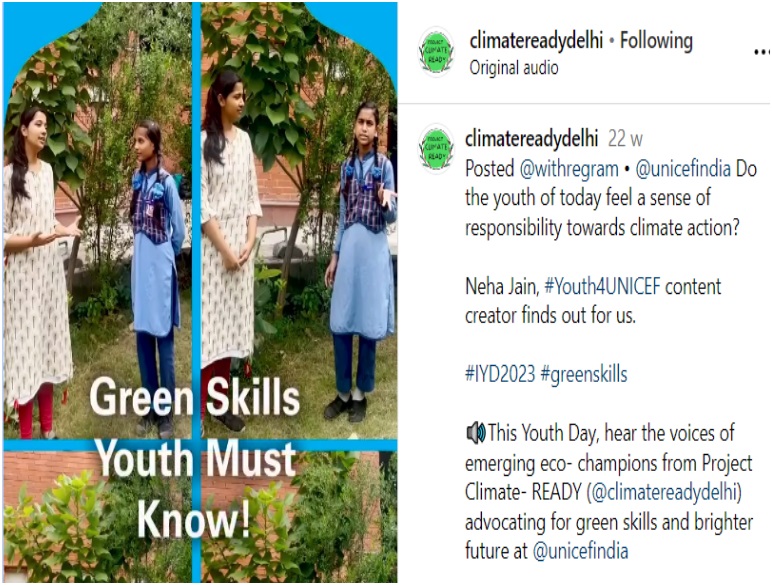 Green Skills
Youth Must
Know!
PROJECT
CLIMATE
READY
climatereadydelhi • Following
Original audio
PROJECT
CLIMATE
READY
climatereadydelhi 22 w
Posted @withregram • @unicefindia Do
the youth of today feel a sense of
responsibility towards climate action?
Neha Jain, #Youth4UNICEF content
creator finds out for us.
#IYD2023 #greenskills
🔊This Youth Day, hear the voices of
emerging eco- champions from Project
Climate- READY (@climatereadydelhi)
advocating for green skills and brighter
future at @unicefindia